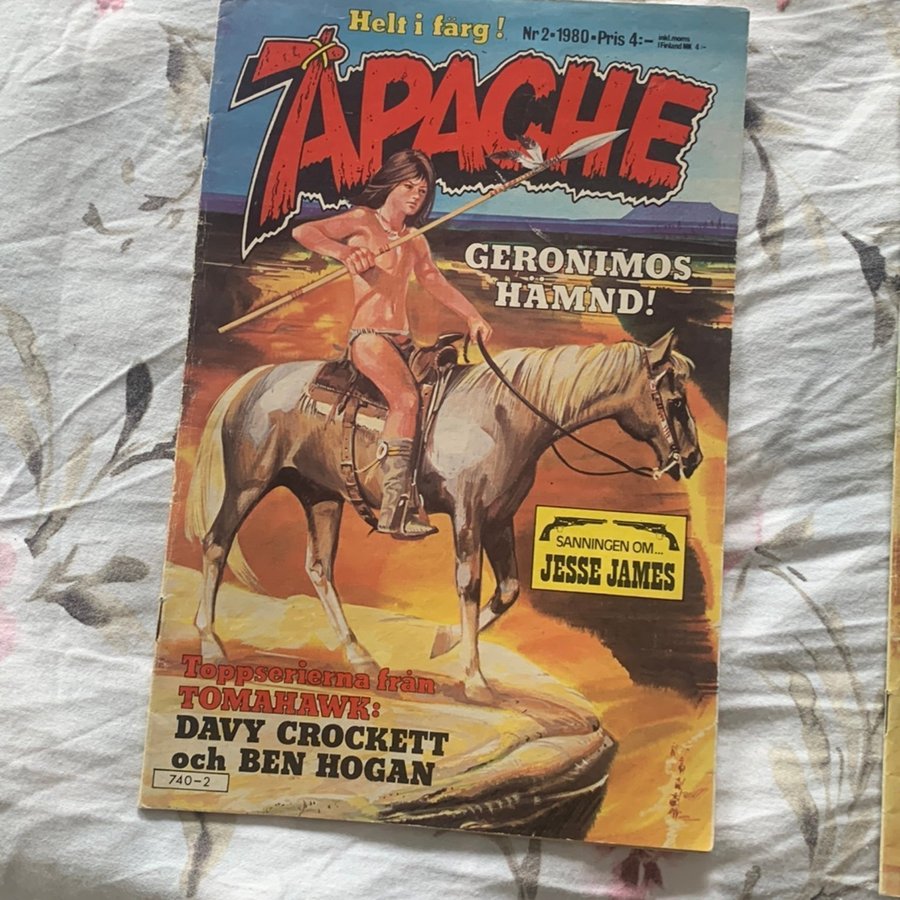 Helt i färg!
Nr 2•1980•Pris 4:–
inkl. moms
I Finland MK 4:–
APACHE
GERONIMOS
HÄMND!
SANNINGEN OM...
JESSE JAMES
Toppserierna från
TOMAHAWK:
DAVY CROCKETT
och BEN HOGAN
740–2